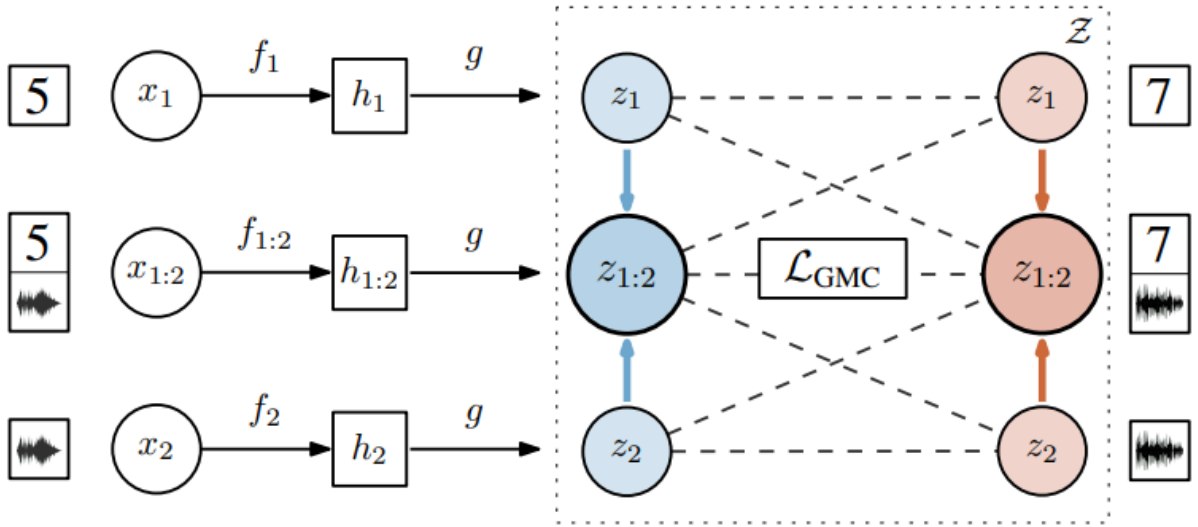 𝒵
5 x₁ f₁ h₁ g z₁ z₁ 7
5 x₁:₂ f₁:₂ h₁:₂ g z₁:₂ ℒ_GMC z₁:₂ 7
x₂ f₂ h₂ g z₂ z₂